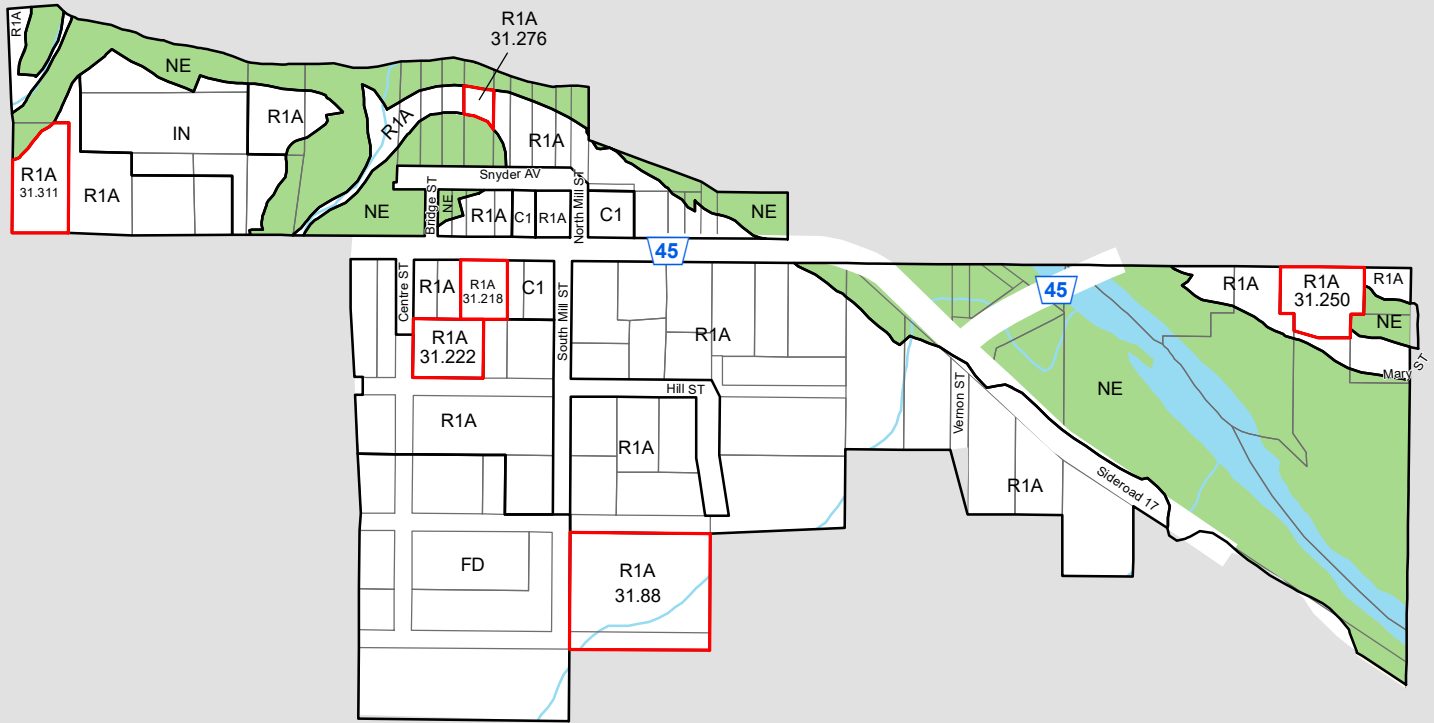 R1A
31.276
R1A
NE
IN
R1A
R1A
R1A
R1A
31.311
R1A
Snyder AV
NE
Bridge ST
NE
R1A
C1
R1A
North Mill ST
C1
NE
45
Centre ST
R1A
R1A
31.218
C1
South Mill ST
R1A
31.222
R1A
Hill ST
R1A
R1A
FD
R1A
31.88
45
R1A
R1A
31.250
R1A
NE
Mary ST
NE
Vernon ST
R1A
Sideroad 17